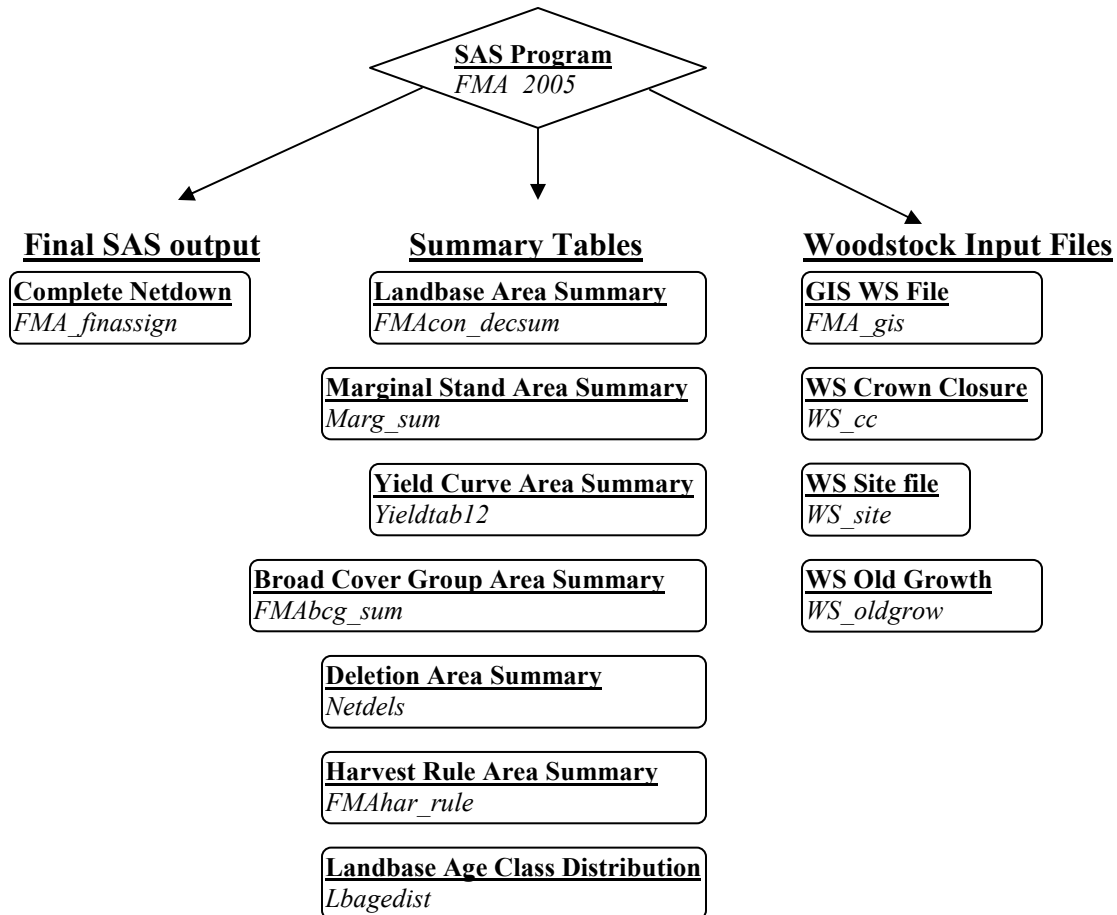 SAS Program
FMA_2005
Final SAS output
Complete Netdown
FMA_finassign
Summary Tables
Landbase Area Summary
FMAcon_decsum
Marginal Stand Area Summary
Marg_sum
Yield Curve Area Summary
Yieldtab12
Broad Cover Group Area Summary
FMAbcg_sum
Deletion Area Summary
Netdels
Harvest Rule Area Summary
FMAhar_rule
Landbase Age Class Distribution
Lbagedist
Woodstock Input Files
GIS WS File
FMA_gis
WS Crown Closure
WS_cc
WS Site file
WS_site
WS Old Growth
WS_oldgrow